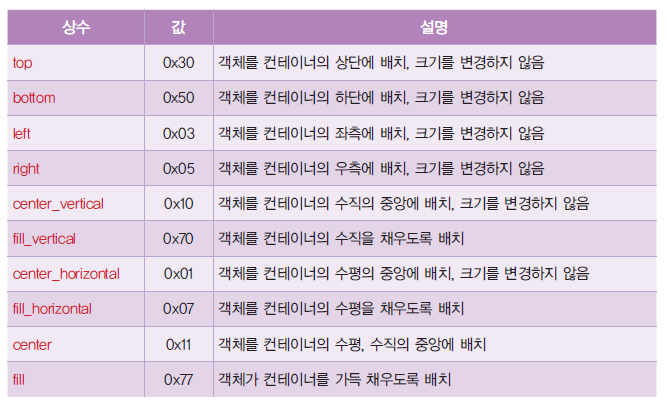 상수 값 설명
top 0x30 객체를 컨테이너의 상단에 배치, 크기를 변경하지 않음
bottom 0x50 객체를 컨테이너의 하단에 배치, 크기를 변경하지 않음
left 0x03 객체를 컨테이너의 좌측에 배치, 크기를 변경하지 않음
right 0x05 객체를 컨테이너의 우측에 배치, 크기를 변경하지 않음
center_vertical 0x10 객체를 컨테이너의 수직의 중앙에 배치, 크기를 변경하지 않음
fill_vertical 0x70 객체를 컨테이너의 수직을 채우도록 배치
center_horizontal 0x01 객체를 컨테이너의 수평의 중앙에 배치, 크기를 변경하지 않음
fill_horizontal 0x07 객체를 컨테이너의 수평을 채우도록 배치
center 0x11 객체를 컨테이너의 수평, 수직의 중앙에 배치
fill 0x77 객체가 컨테이너를 가득 채우도록 배치